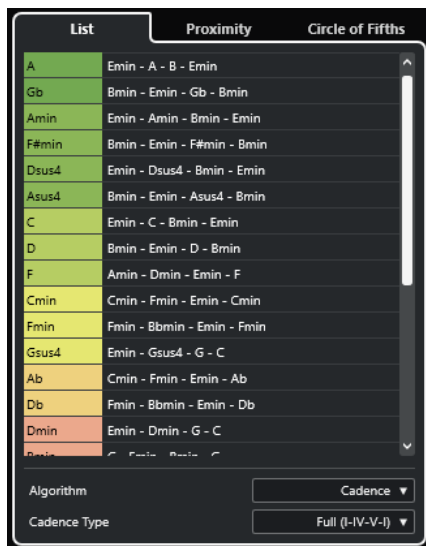 List Proximity Circle of Fifths
A Emin - A - B - Emin
Gb Bmin - Emin - Gb - Bmin
Amin Emin - Amin - Bmin - Emin
F#min Bmin - Emin - F#min - Bmin
Dsus4 Emin - Dsus4 - Bmin - Emin
Asus4 Bmin - Emin - Asus4 - Bmin
C Emin - C - Bmin - Emin
D Bmin - Emin - D - Bmin
F Amin - Dmin - Emin - F
Cmin Cmin - Fmin - Emin - Cmin
Fmin Fmin - Bbmin - Emin - Fmin
Gsus4 Emin - Gsus4 - G - C
Ab Cmin - Fmin - Emin - Ab
Db Fmin - Bbmin - Emin - Db
Dmin Emin - Dmin - G - C
Algorithm Cadence
Cadence Type Full (I-IV-V-I)